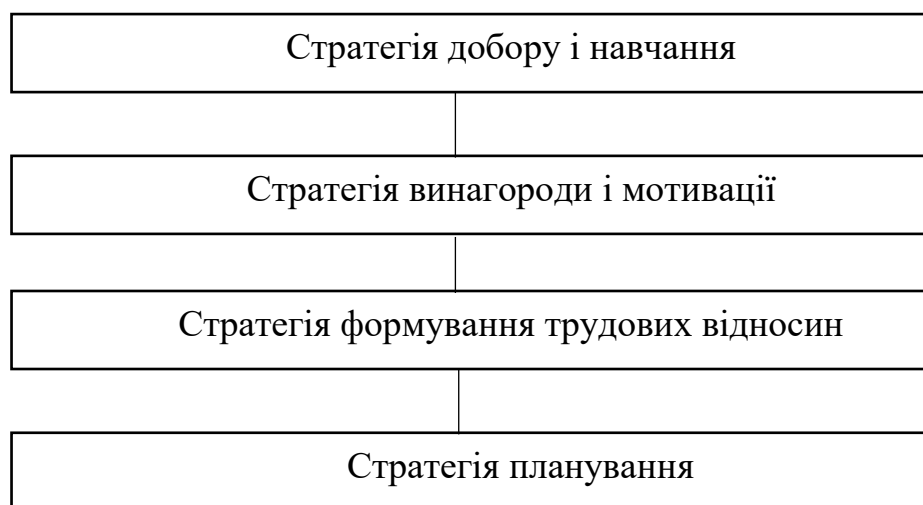 Стратегія добору і навчання
Стратегія винагороди і мотивації
Стратегія формування трудових відносин
Стратегія планування